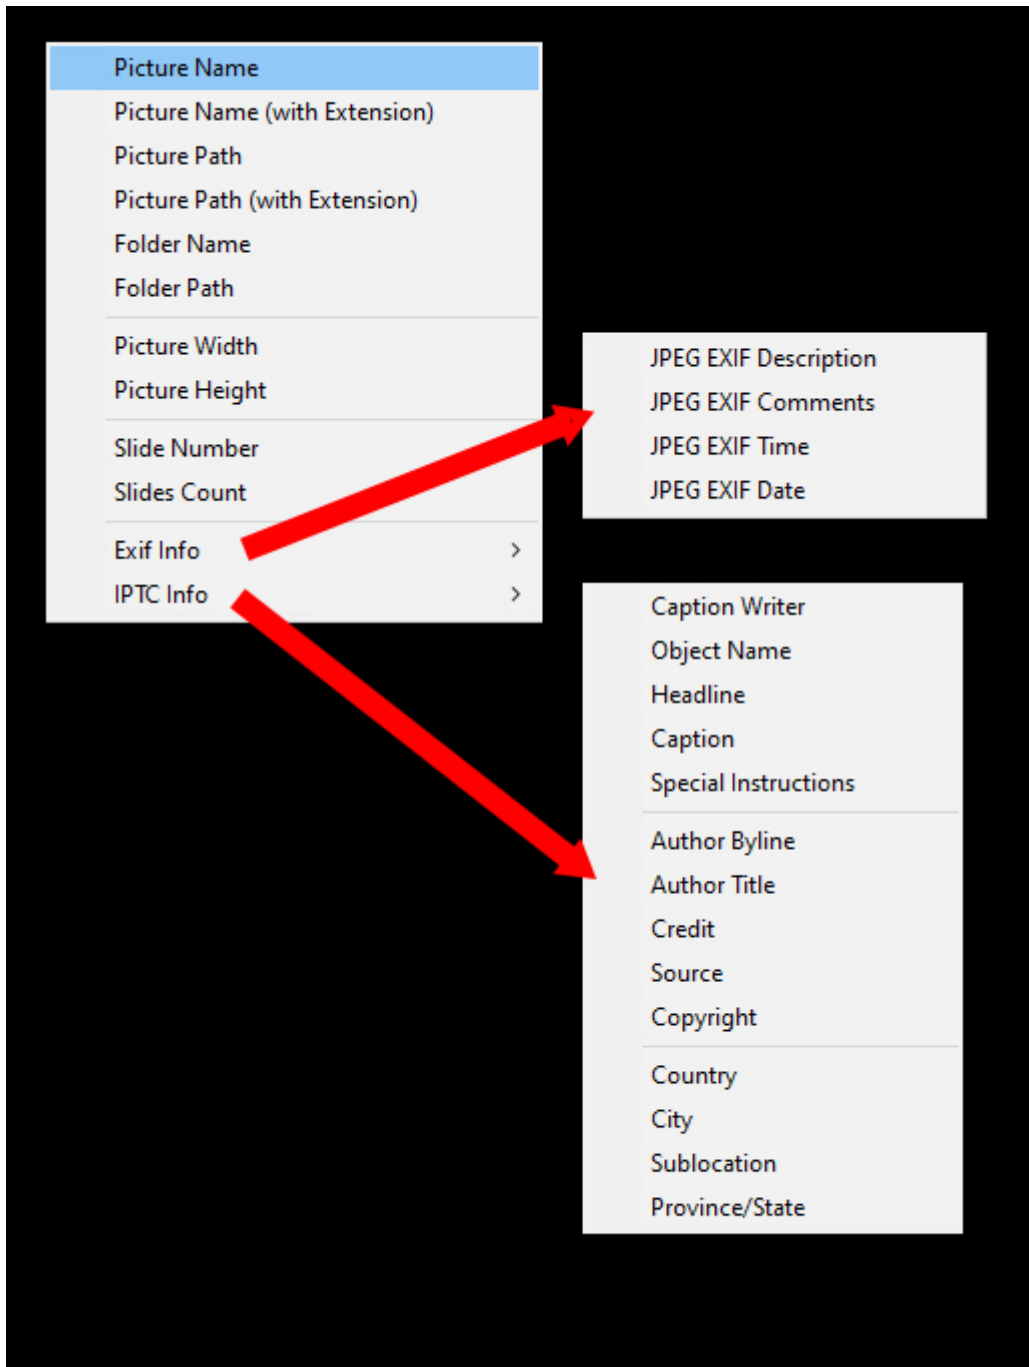 Picture Name
Picture Name (with Extension)
Picture Path
Picture Path (with Extension)
Folder Name
Folder Path
Picture Width
Picture Height
Slide Number
Slides Count
Exif Info
IPTC Info
JPEG EXIF Description
JPEG EXIF Comments
JPEG EXIF Time
JPEG EXIF Date
Caption Writer
Object Name
Headline
Caption
Special Instructions
Author Byline
Author Title
Credit
Source
Copyright
Country
City
Sublocation
Province/State